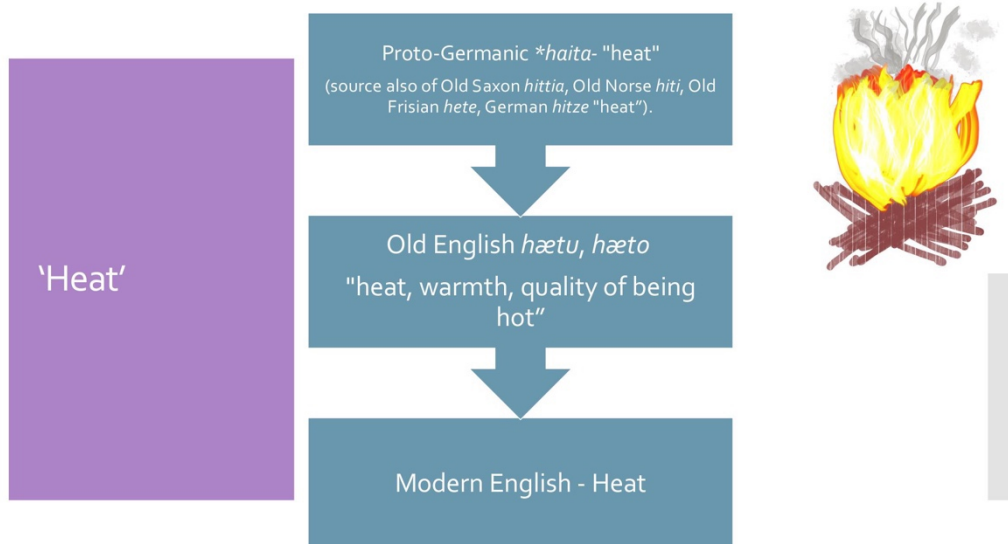 ‘Heat’
Proto-Germanic *haita- "heat"
(source also of Old Saxon hittia, Old Norse hiti, Old
Frisian hete, German hitze "heat”).
Old English hætu, hæto
"heat, warmth, quality of being
hot”
Modern English - Heat